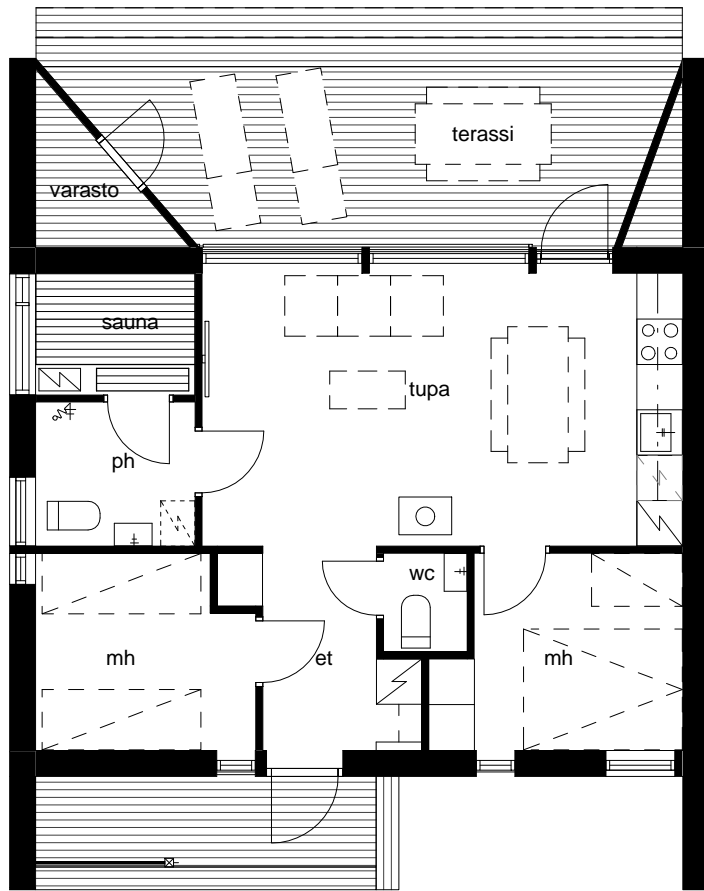 terassi
varasto
sauna
tupa
ph
wc
mh
et
mh